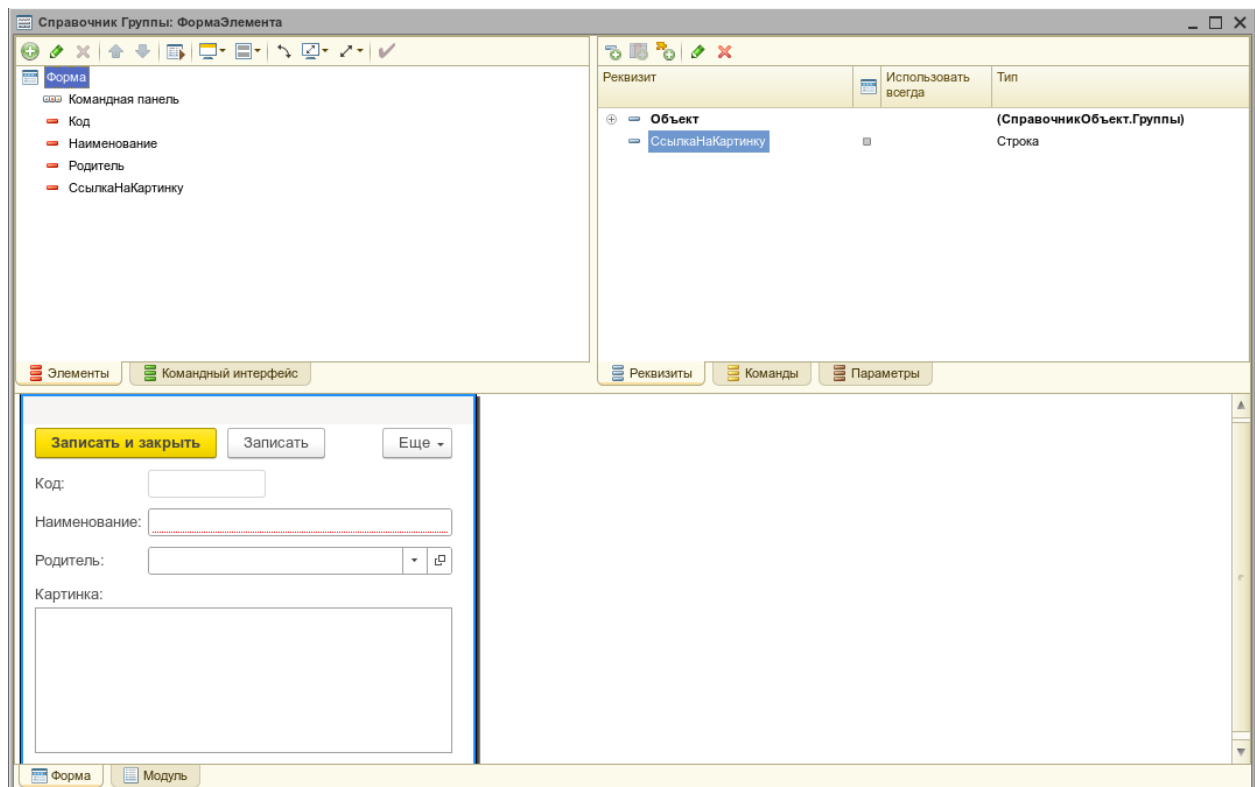 Справочник Группы: ФормаЭлемента
Форма
Командная панель
Код
Наименование
Родитель
СсылкаНаКартинку
Элементы
Командный интерфейс
Реквизит
Использовать
всегда
Тип
Объект
(СправочникОбъект.Группы)
СсылкаНаКартинку
Строка
Реквизиты
Команды
Параметры
Записать и закрыть
Записать
Еще
Код:
Наименование:
Родитель:
Картинка:
Форма
Модуль